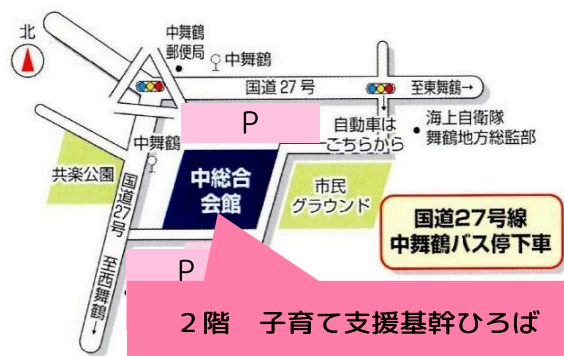 北
中舞鶴
郵便局
中舞鶴
国道27号
至東舞鶴→
P
自動車は
こちらから
海上自衛隊
舞鶴地方総監部
中舞鶴
共楽公園
中総合
会館
市民
グラウンド
国道27号
至西舞鶴
←
国道27号線
中舞鶴バス停下車
P
2階 子育て支援基幹ひろば